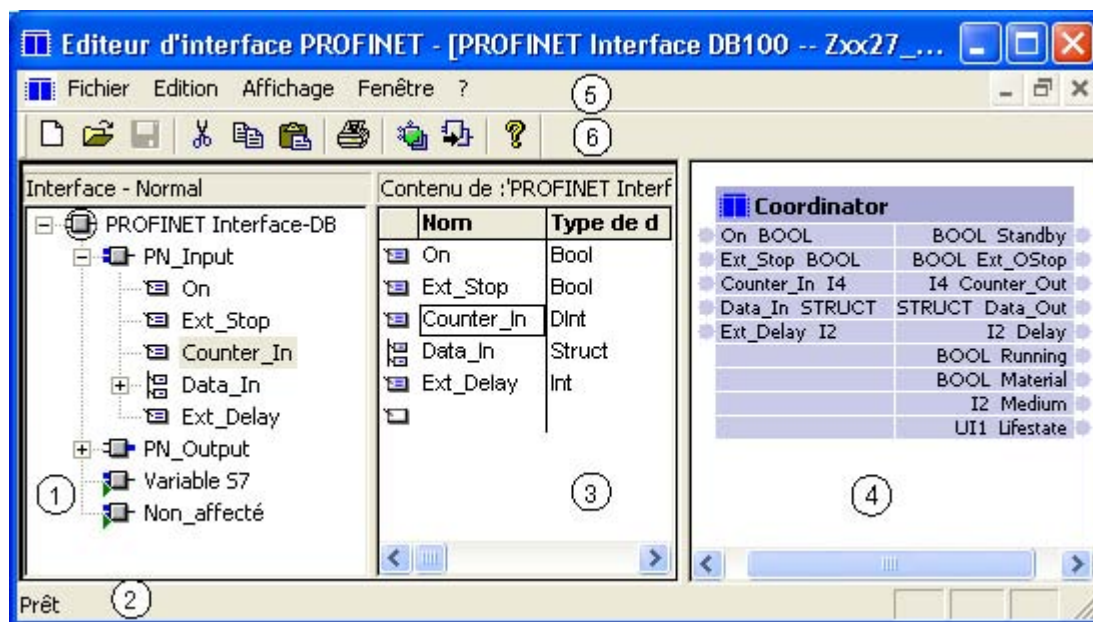 Editeur d'interface PROFINET - [PROFINET Interface DB100 -- Zxx27_...
Fichier Edition Affichage Fenêtre ?
5
6
Interface - Normal
PROFINET Interface-DB
PN_Input
On
Ext_Stop
Counter_In
Data_In
Ext_Delay
PN_Output
Variable S7
Non_affecté
1
Contenu de :'PROFINET Interf
Nom Type de d
On Bool
Ext_Stop Bool
Counter_In DInt
Data_In Struct
Ext_Delay Int
3
Coordinator
On BOOL BOOL Standby
Ext_Stop BOOL BOOL Ext_OStop
Counter_In I4 I4 Counter_Out
Data_In STRUCT STRUCT Data_Out
Ext_Delay I2 I2 Delay
BOOL Running
BOOL Material
I2 Medium
UI1 Lifestate
4
Prêt
2